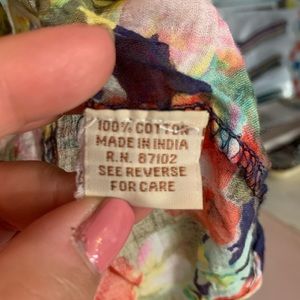 100% COTTON
MADE IN INDIA
R.N. 87102
SEE REVERSE
FOR CARE